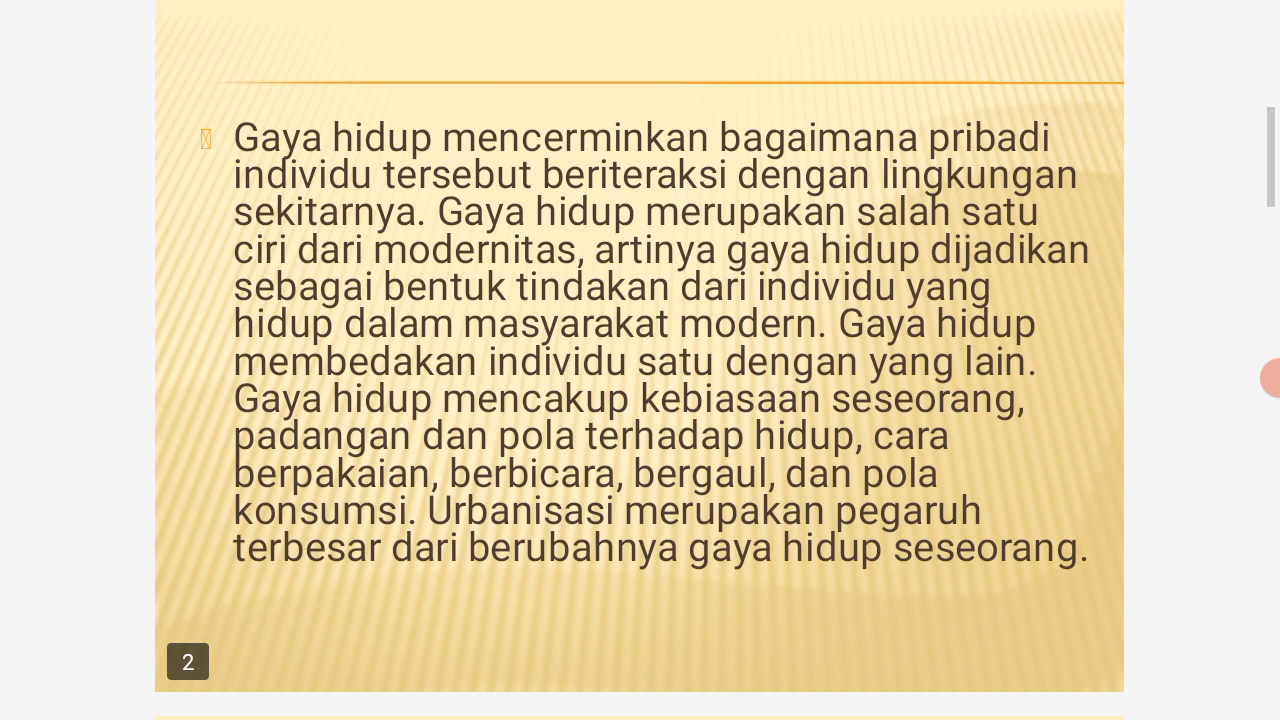 Gaya hidup mencerminkan bagaimana pribadi
individu tersebut beriteraksi dengan lingkungan
sekitarnya. Gaya hidup merupakan salah satu
ciri dari modernitas, artinya gaya hidup dijadikan
sebagai bentuk tindakan dari individu yang
hidup dalam masyarakat modern. Gaya hidup
membedakan individu satu dengan yang lain.
Gaya hidup mencakup kebiasaan seseorang,
padangan dan pola terhadap hidup, cara
berpakaian, berbicara, bergaul, dan pola
konsumsi. Urbanisasi merupakan pegaruh
terbesar dari berubahnya gaya hidup seseorang.
2